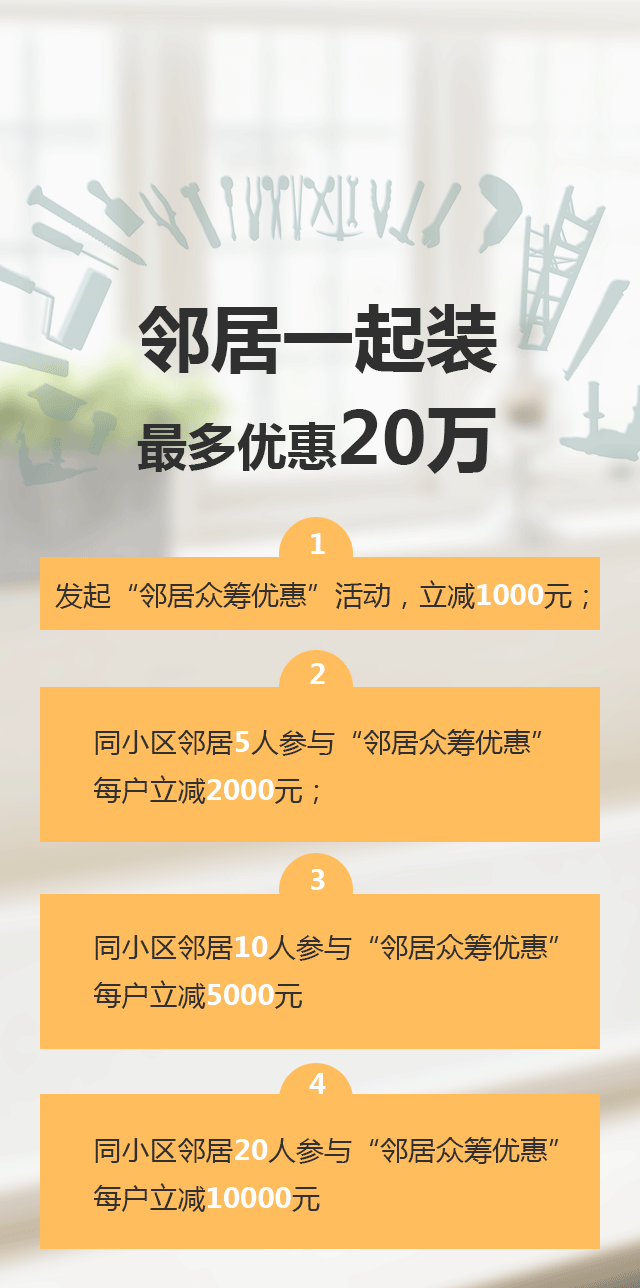 邻居一起装
最多优惠20万
1
发起“邻居众筹优惠”活动，立减1000元；
2
同小区邻居5人参与“邻居众筹优惠”
每户立减2000元；
3
同小区邻居10人参与“邻居众筹优惠”
每户立减5000元
4
同小区邻居20人参与“邻居众筹优惠”
每户立减10000元